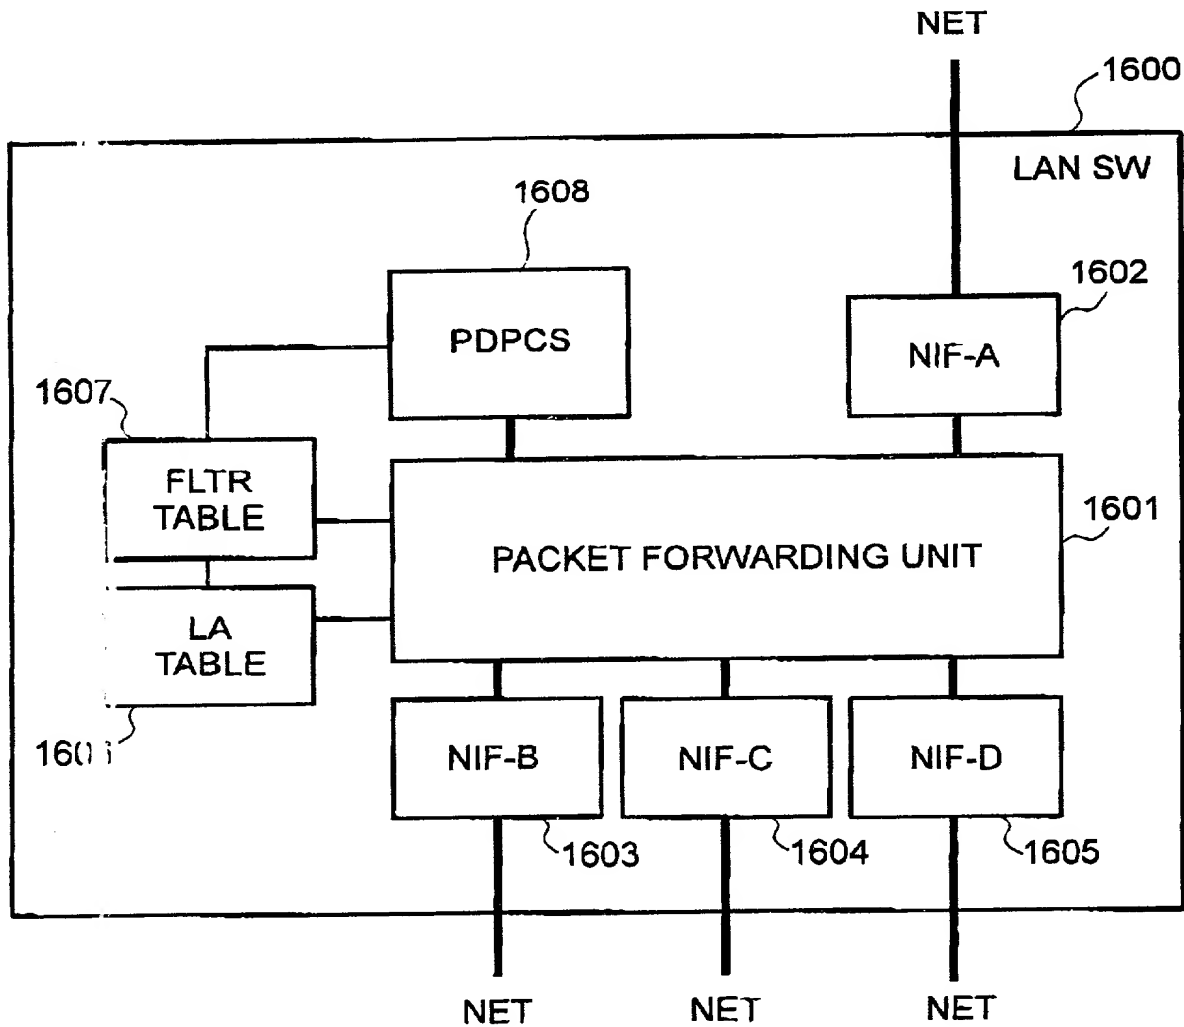 NET
1600
LAN SW
1608
1602
PDPCS
NIF-A
1607
FLTR
TABLE
1601
PACKET FORWARDING UNIT
LA
TABLE
NIF-B
NIF-C
NIF-D
1603
1604
1605
NET
NET
NET